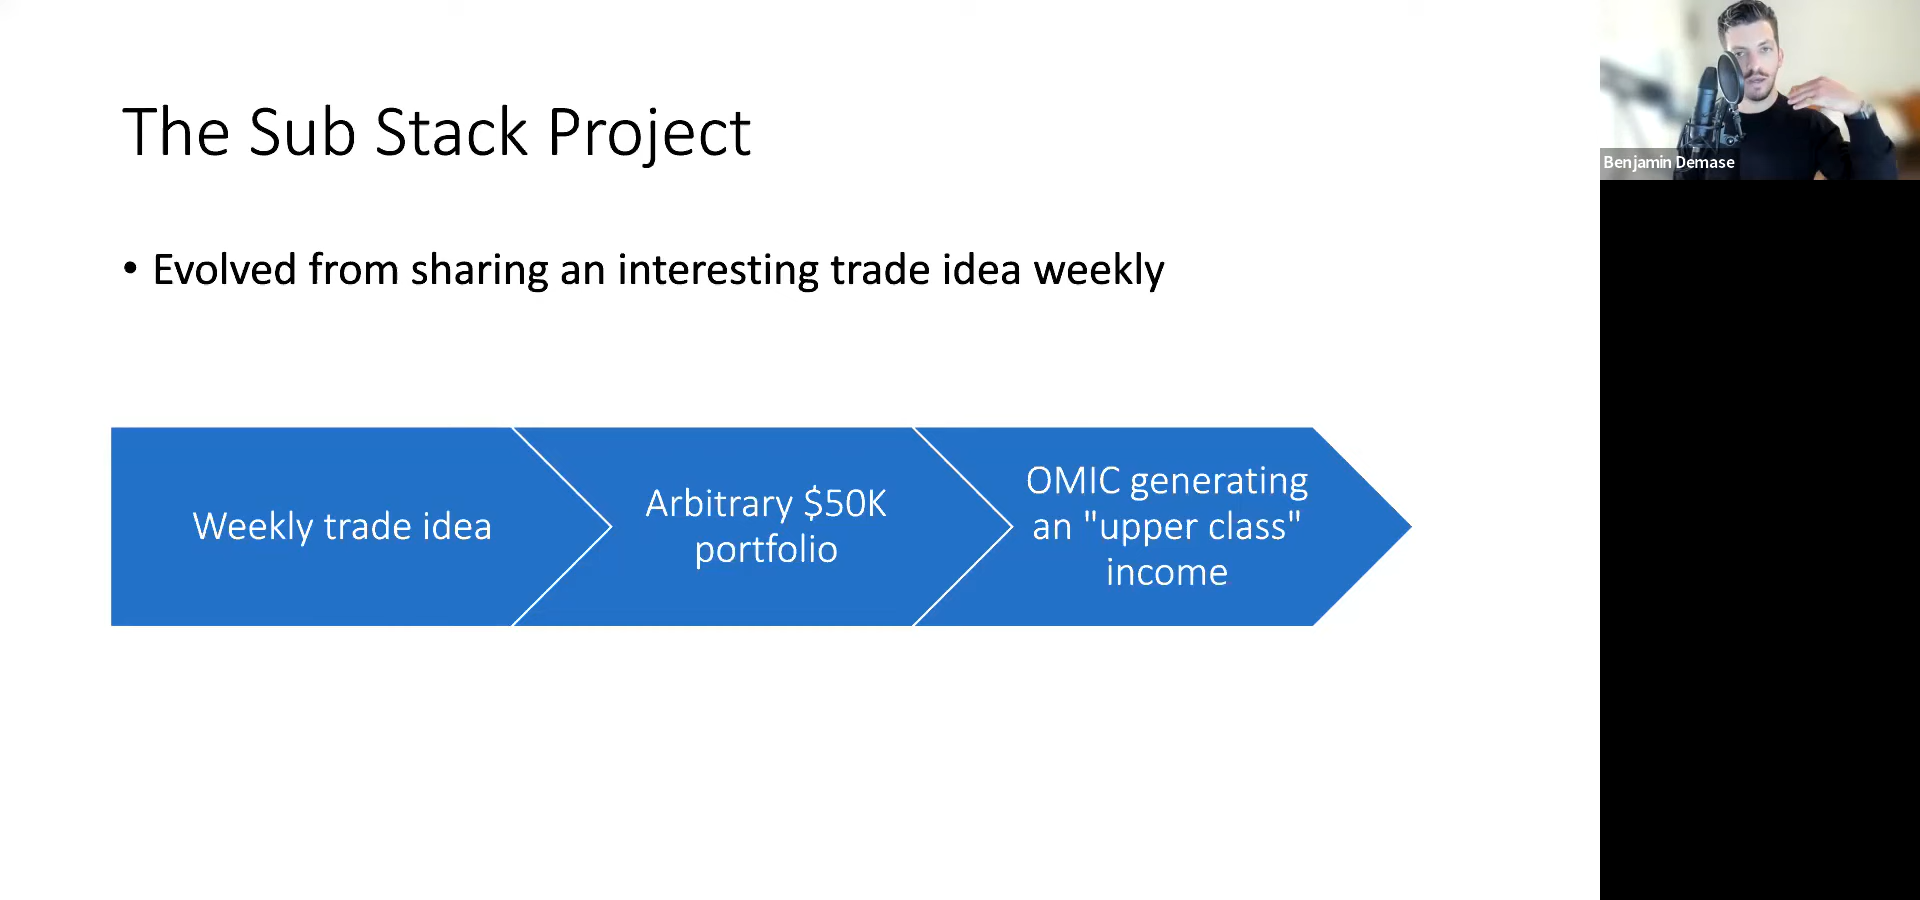 The Sub Stack Project
• Evolved from sharing an interesting trade idea weekly
Weekly trade idea
Arbitrary $50K
portfolio
OMIC generating
an "upper class"
income
Benjamin Demase